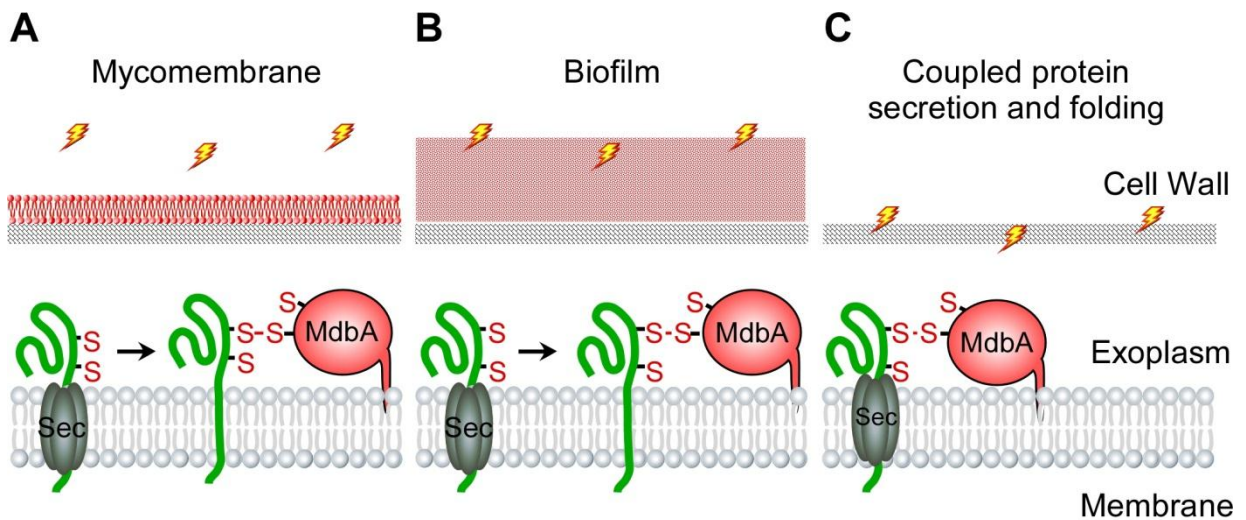 A
B
C
Mycomembrane
Biofilm
Coupled protein
secretion and folding
Cell Wall
S
S
Sec
S-S
S
S
MdbA
S
S
Sec
S-S
S
S
MdbA
S-S
S
S
MdbA
Sec
Exoplasm
Membrane